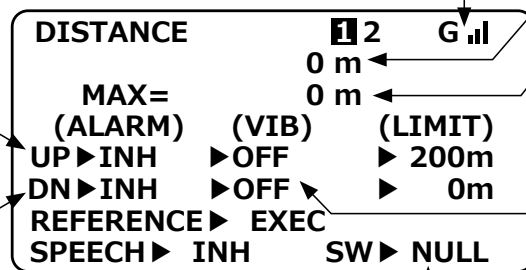 DISTANCE 1 2 G
0 m
MAX= 0 m
(ALARM) (VIB) (LIMIT)
UP▶INH ▶OFF ▶ 200m
DN▶INH ▶OFF ▶ 0m
REFERENCE▶ EXEC
SPEECH▶ INH SW▶ NULL